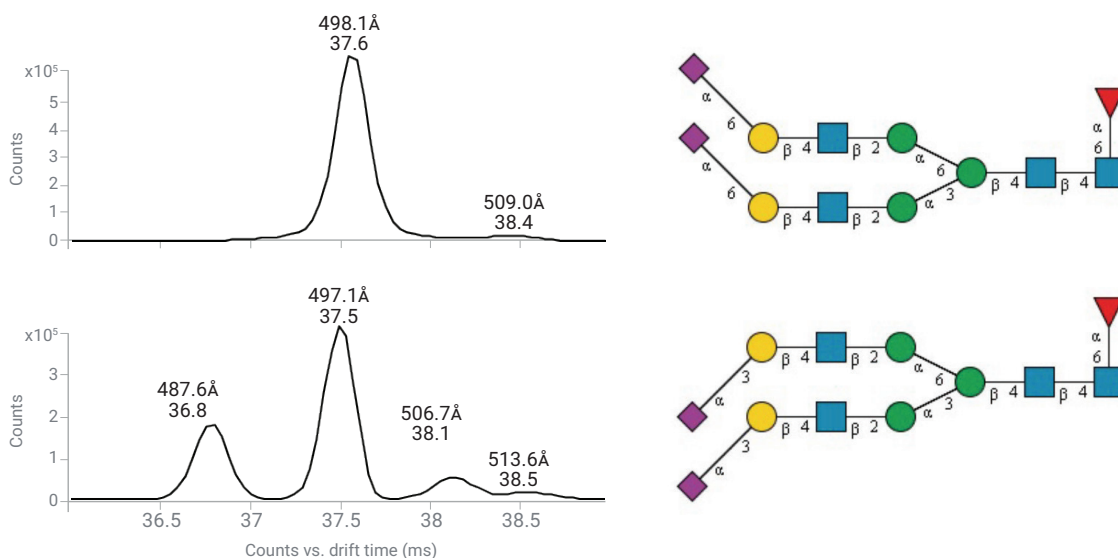 498.1Å
37.6
x10⁵
5
4
3
2
1
0
Counts
509.0Å
38.4
α
6
β 4
β 2
α
6
α
6
β 4
β 2
α
3
β 4
β 4
α
6
497.1Å
37.5
x10⁵
3
2
1
0
Counts
487.6Å
36.8
506.7Å
38.1
513.6Å
38.5
36.5
37
37.5
38
38.5
Counts vs. drift time (ms)
3
α
β 4
β 2
α
6
3
α
β 4
β 2
α
3
β 4
β 4
α
6